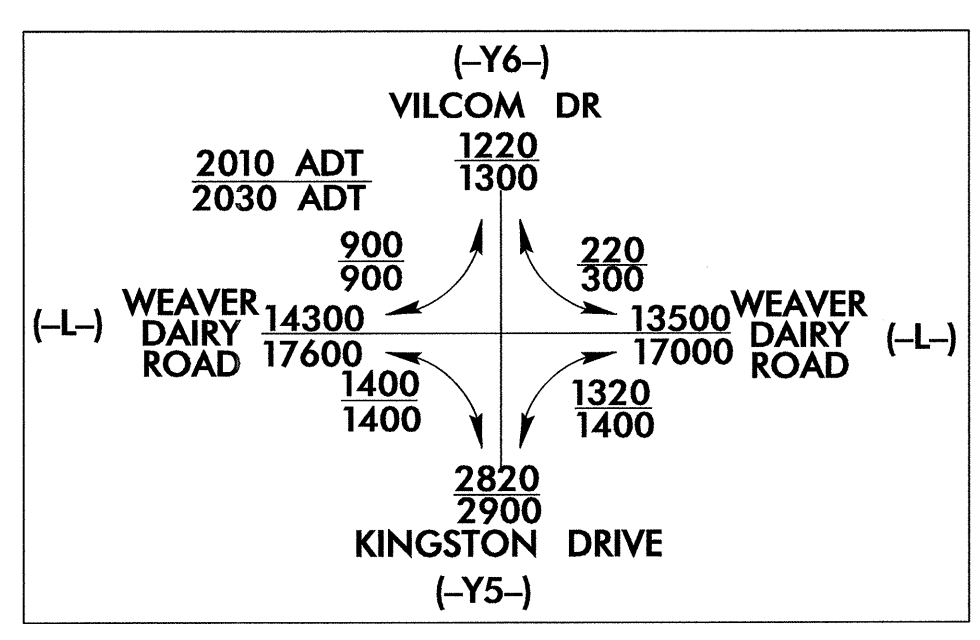 (–Y6–)
VILCOM DR
1220
1300
2010 ADT
2030 ADT
900
900
220
300
(–L–)
WEAVER
DAIRY
ROAD
14300
17600
13500
17000
WEAVER
DAIRY
ROAD
(–L–)
1400
1400
1320
1400
2820
2900
KINGSTON DRIVE
(–Y5–)